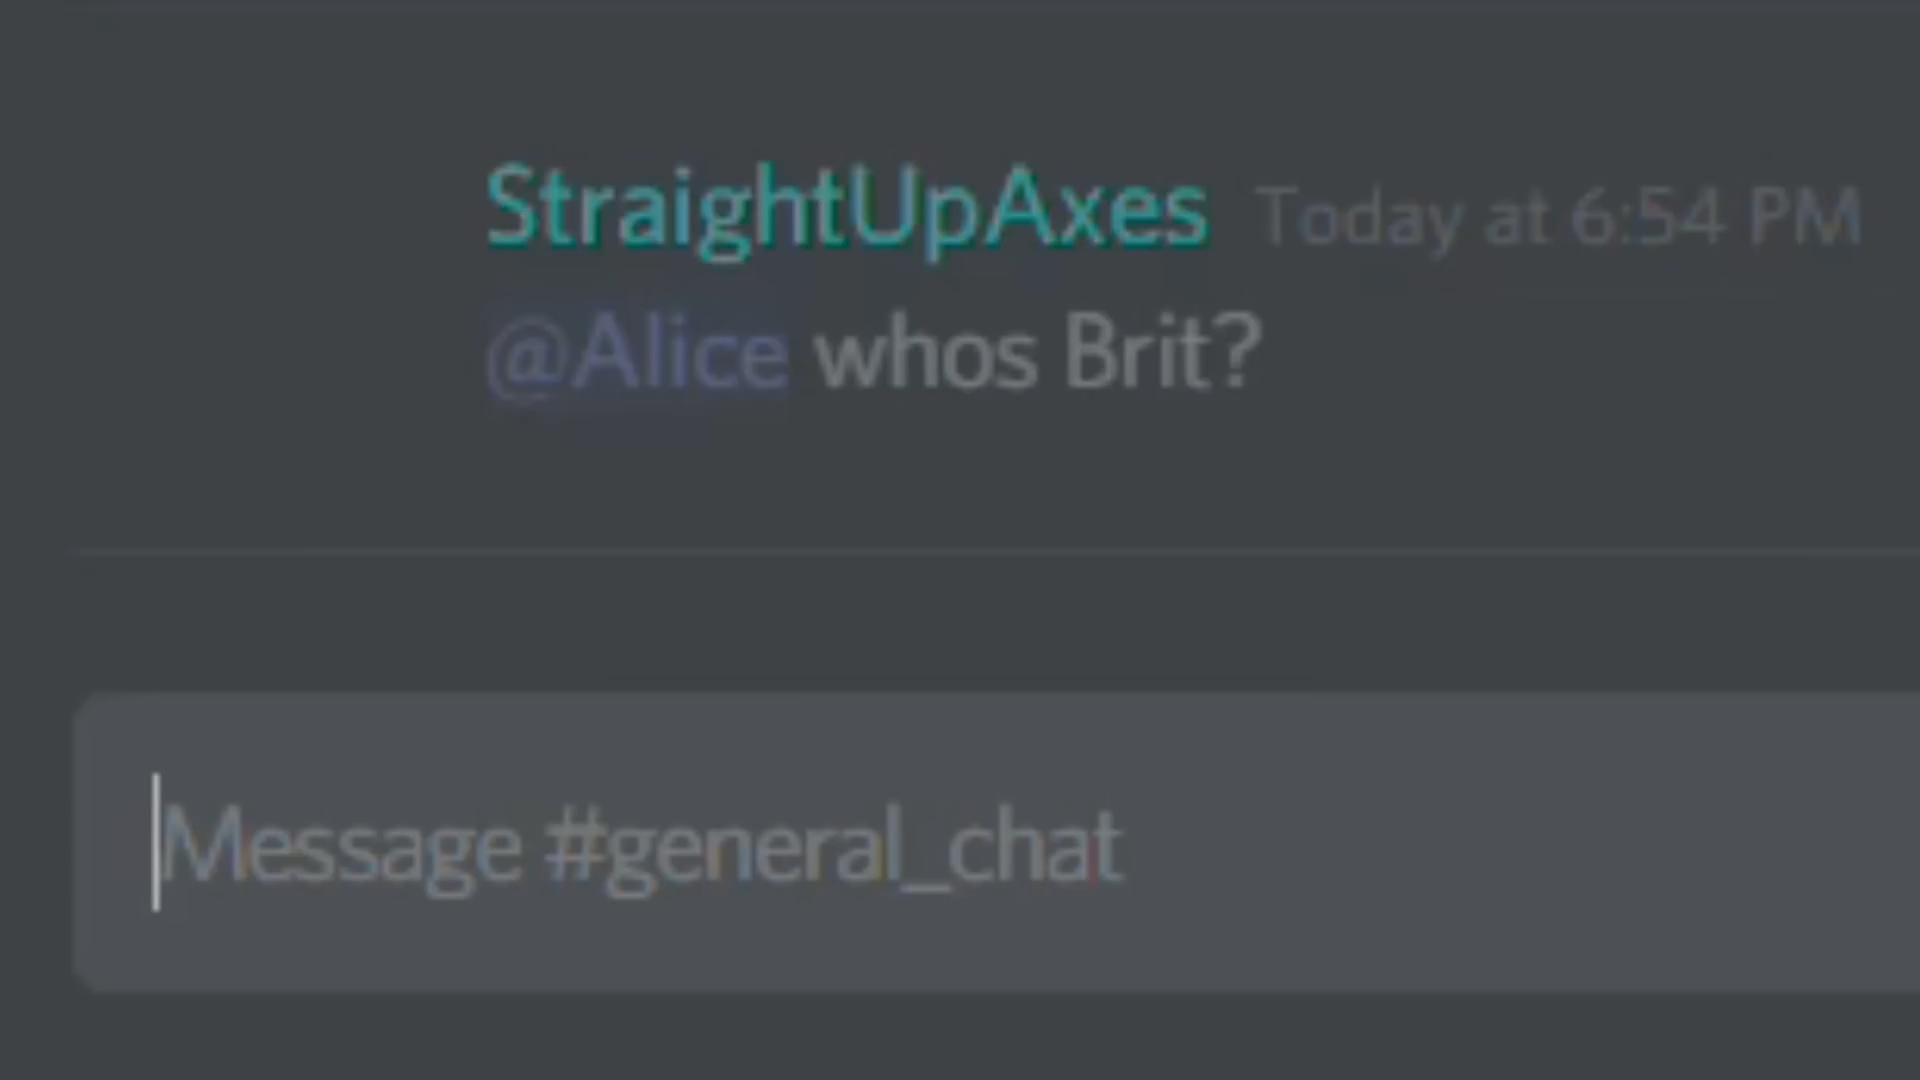 StraightUpAxes Today at 6:54 PM
@Alice whos Brit?
Message #general_chat